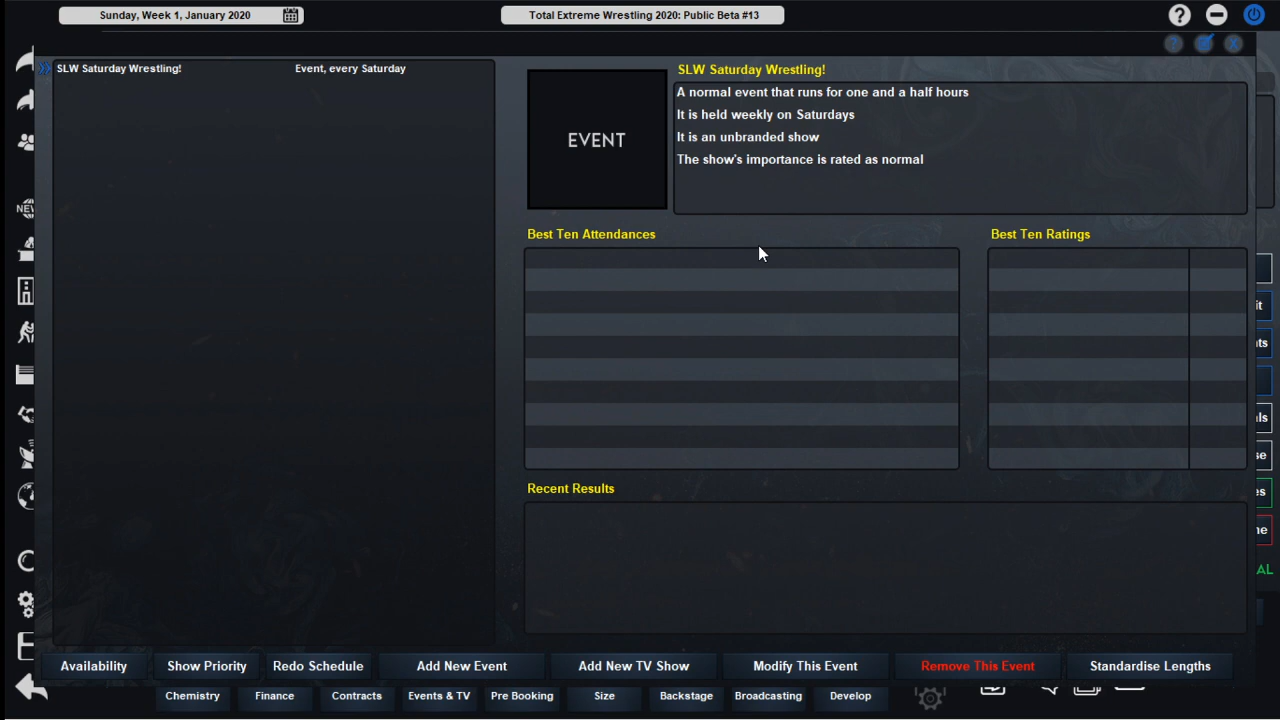 Sunday, Week 1, January 2020
Total Extreme Wrestling 2020: Public Beta #13
?
?
X
SLW Saturday Wrestling!
Event, every Saturday
EVENT
SLW Saturday Wrestling!
A normal event that runs for one and a half hours
It is held weekly on Saturdays
It is an unbranded show
The show's importance is rated as normal
Best Ten Attendances
Best Ten Ratings
Recent Results
Availability
Show Priority
Redo Schedule
Add New Event
Add New TV Show
Modify This Event
Remove This Event
Standardise Lengths
Chemistry
Finance
Contracts
Events & TV
Pre Booking
Size
Backstage
Broadcasting
Develop